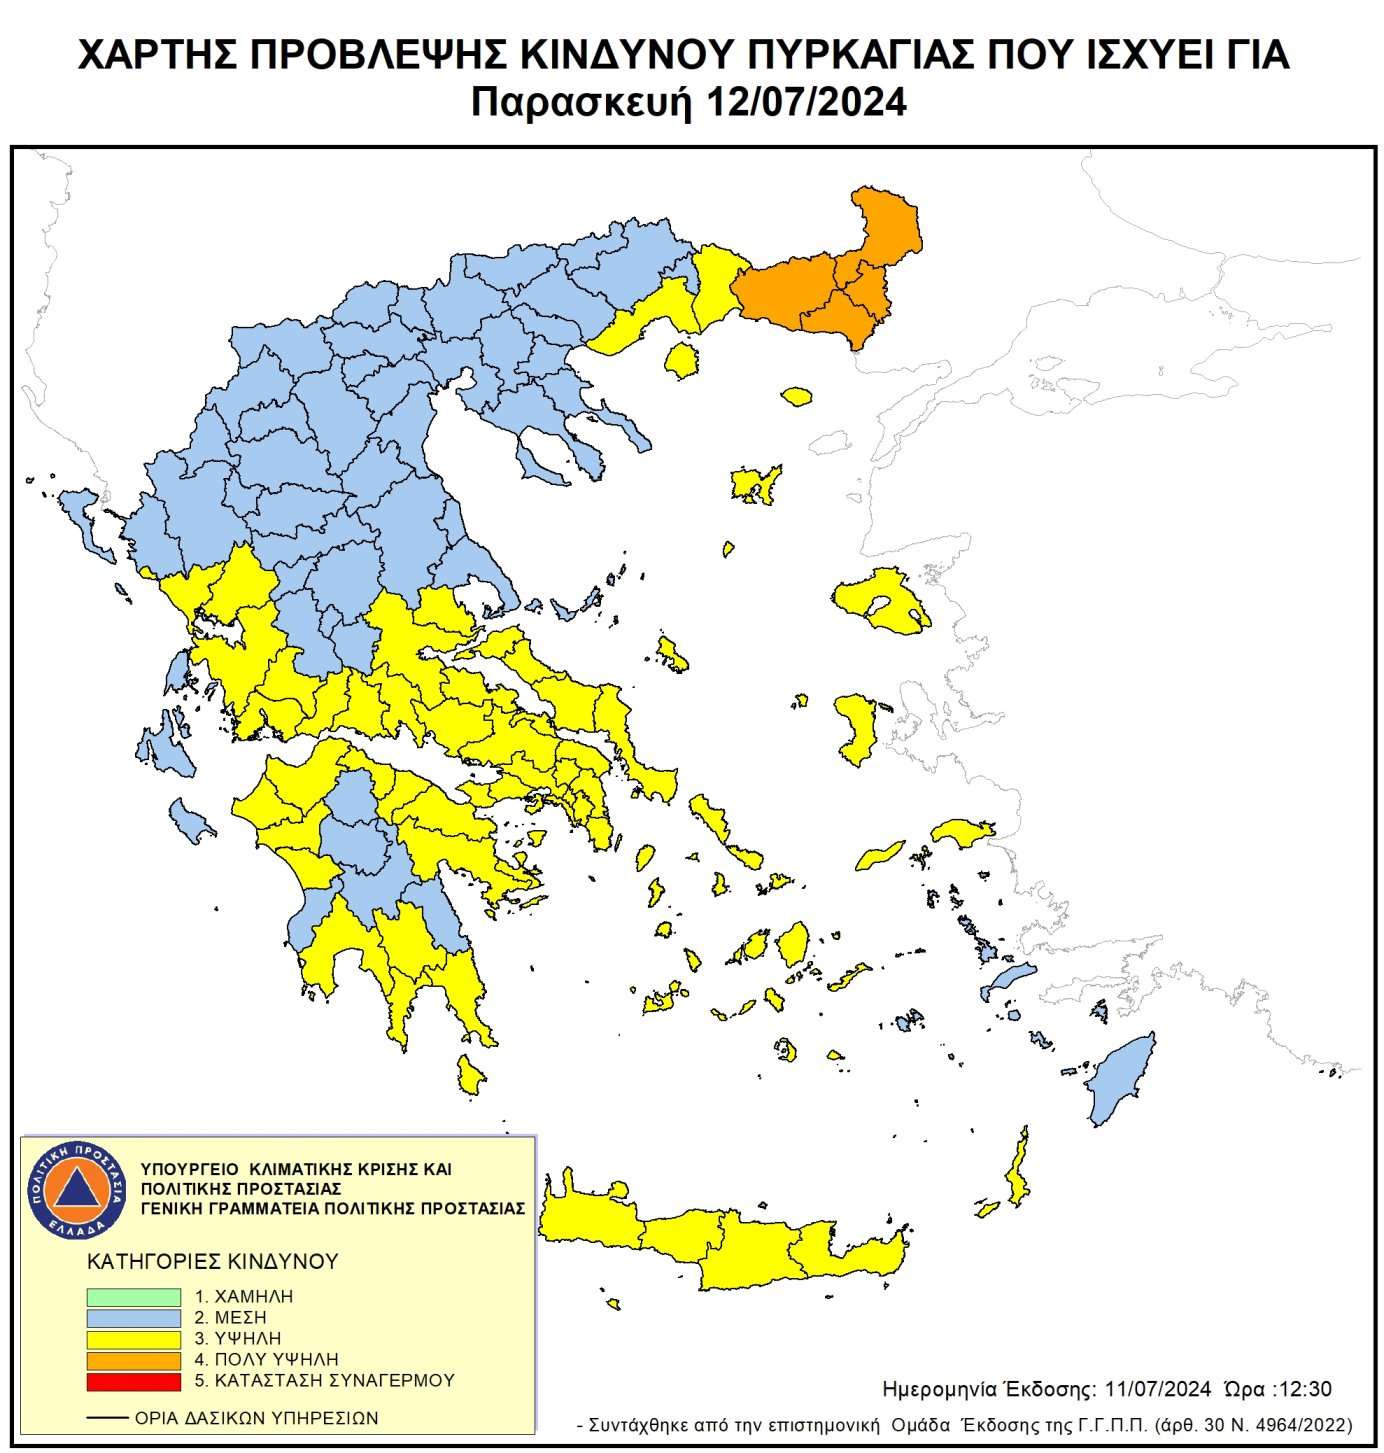 ΧΑΡΤΗΣ ΠΡΟΒΛΕΨΗΣ ΚΙΝΔΥΝΟΥ ΠΥΡΚΑΓΙΑΣ ΠΟΥ ΙΣΧΥΕΙ ΓΙΑ
Παρασκευή 12/07/2024
ΠΟΛΙΤΙΚΗ ΠΡΟΣΤΑΣΙΑ
ΕΛΛΑΔΑ
ΥΠΟΥΡΓΕΙΟ ΚΛΙΜΑΤΙΚΗΣ ΚΡΙΣΗΣ ΚΑΙ
ΠΟΛΙΤΙΚΗΣ ΠΡΟΣΤΑΣΙΑΣ
ΓΕΝΙΚΗ ΓΡΑΜΜΑΤΕΙΑ ΠΟΛΙΤΙΚΗΣ ΠΡΟΣΤΑΣΙΑΣ
ΚΑΤΗΓΟΡΙΕΣ ΚΙΝΔΥΝΟΥ
1. ΧΑΜΗΛΗ
2. ΜΕΣΗ
3. ΥΨΗΛΗ
4. ΠΟΛΥ ΥΨΗΛΗ
5. ΚΑΤΑΣΤΑΣΗ ΣΥΝΑΓΕΡΜΟΥ
ΟΡΙΑ ΔΑΣΙΚΩΝ ΥΠΗΡΕΣΙΩΝ
Ημερομηνία Έκδοσης: 11/07/2024 Ώρα :12:30
- Συντάχθηκε από την επιστημονική Ομάδα Έκδοσης της Γ.Γ.Π.Π. (άρθ. 30 Ν. 4964/2022)